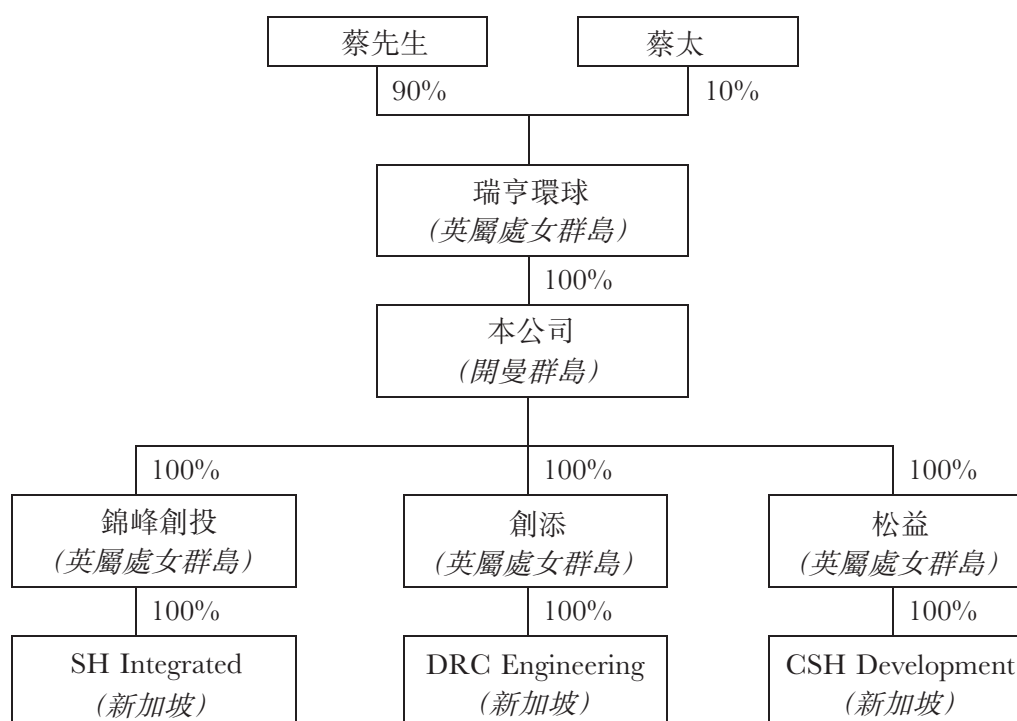 蔡先生
蔡太
90%
10%
瑞亨環球
（英屬處女群島）
100%
本公司
（開曼群島）
100%
100%
100%
錦峰創投
（英屬處女群島）
創添
（英屬處女群島）
松益
（英屬處女群島）
100%
100%
100%
SH Integrated
（新加坡）
DRC Engineering
（新加坡）
CSH Development
（新加坡）